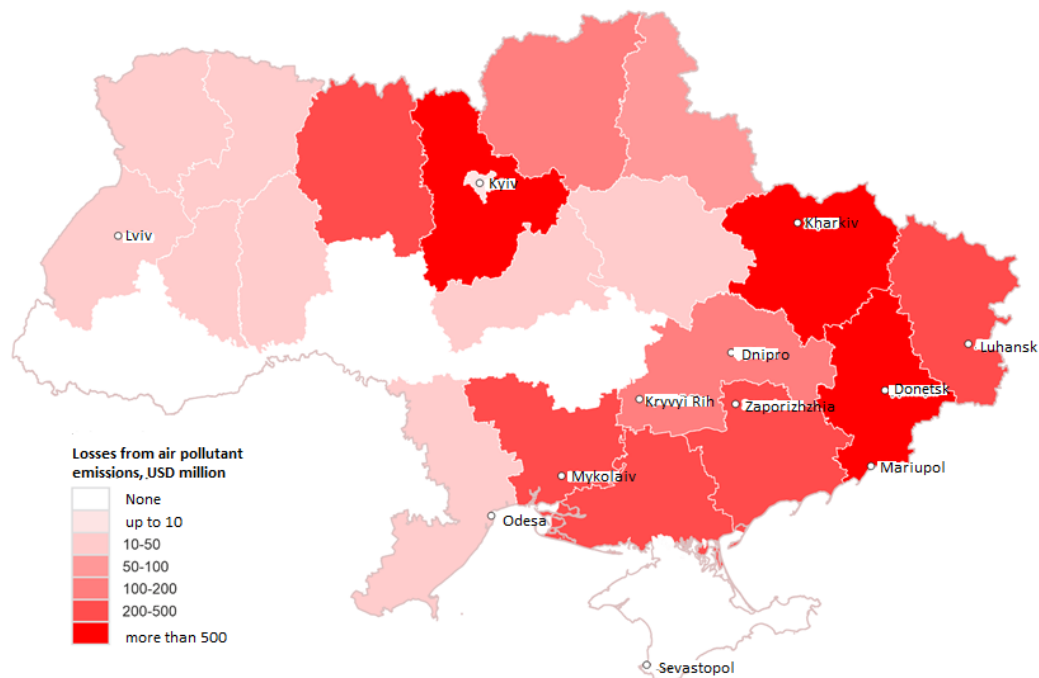 Kyiv
Lviv
Kharkiv
Luhansk
Dnipro
Donetsk
Kryvyi Rih
Zaporizhzhia
Mariupol
Mykolaiv
Odesa
Sevastopol
Losses from air pollutant
emissions, USD million
None
up to 10
10-50
50-100
100-200
200-500
more than 500